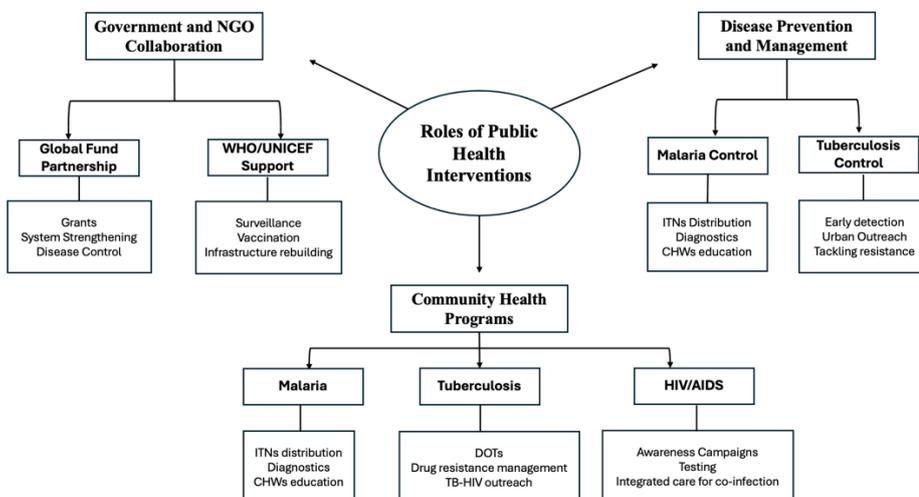 Government and NGO
Collaboration
Disease Prevention
and Management
Roles of Public
Health
Interventions
Global Fund
Partnership
WHO/UNICEF
Support
Malaria Control
Tuberculosis
Control
Grants
System Strengthening
Disease Control
Surveillance
Vaccination
Infrastructure rebuilding
ITNs Distribution
Diagnostics
CHWs education
Early detection
Urban Outreach
Tackling resistance
Community Health
Programs
Malaria
Tuberculosis
HIV/AIDS
ITNs distribution
Diagnostics
CHWs education
DOTs
Drug resistance management
TB-HIV outreach
Awareness Campaigns
Testing
Integrated care for co-infection